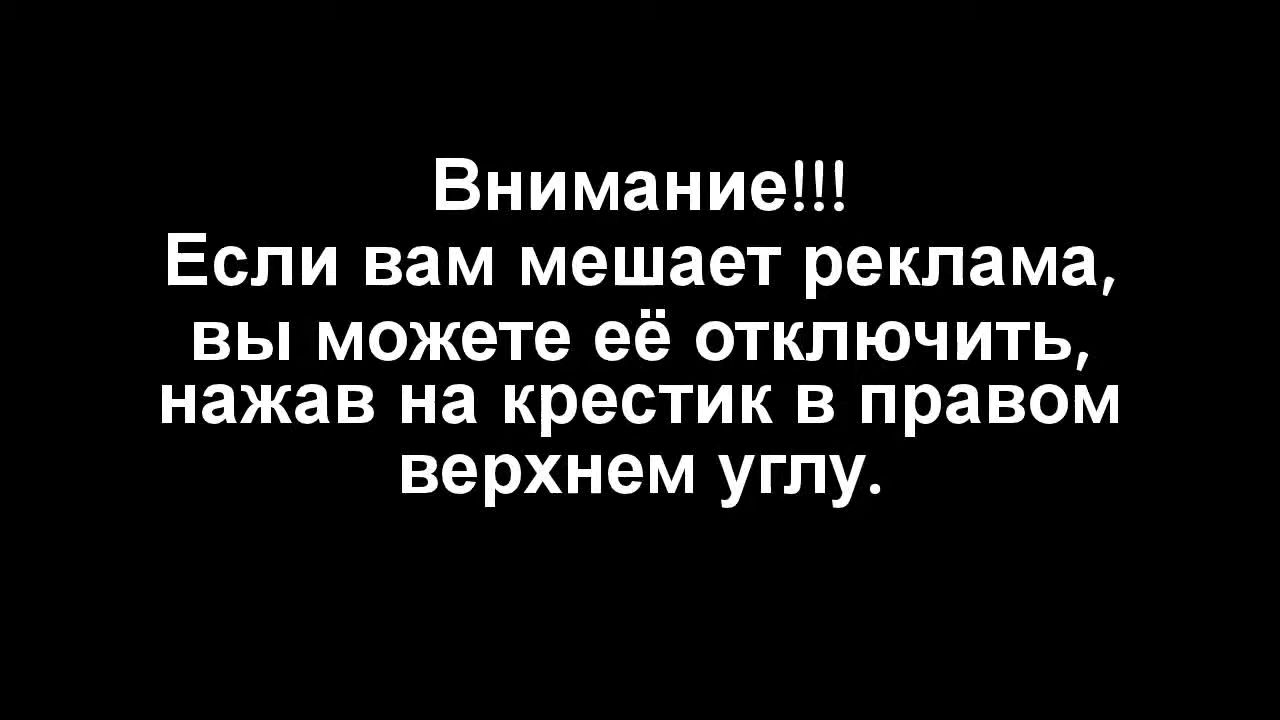 Внимание!!!
Если вам мешает реклама,
вы можете её отключить,
нажав на крестик в правом
верхнем углу.